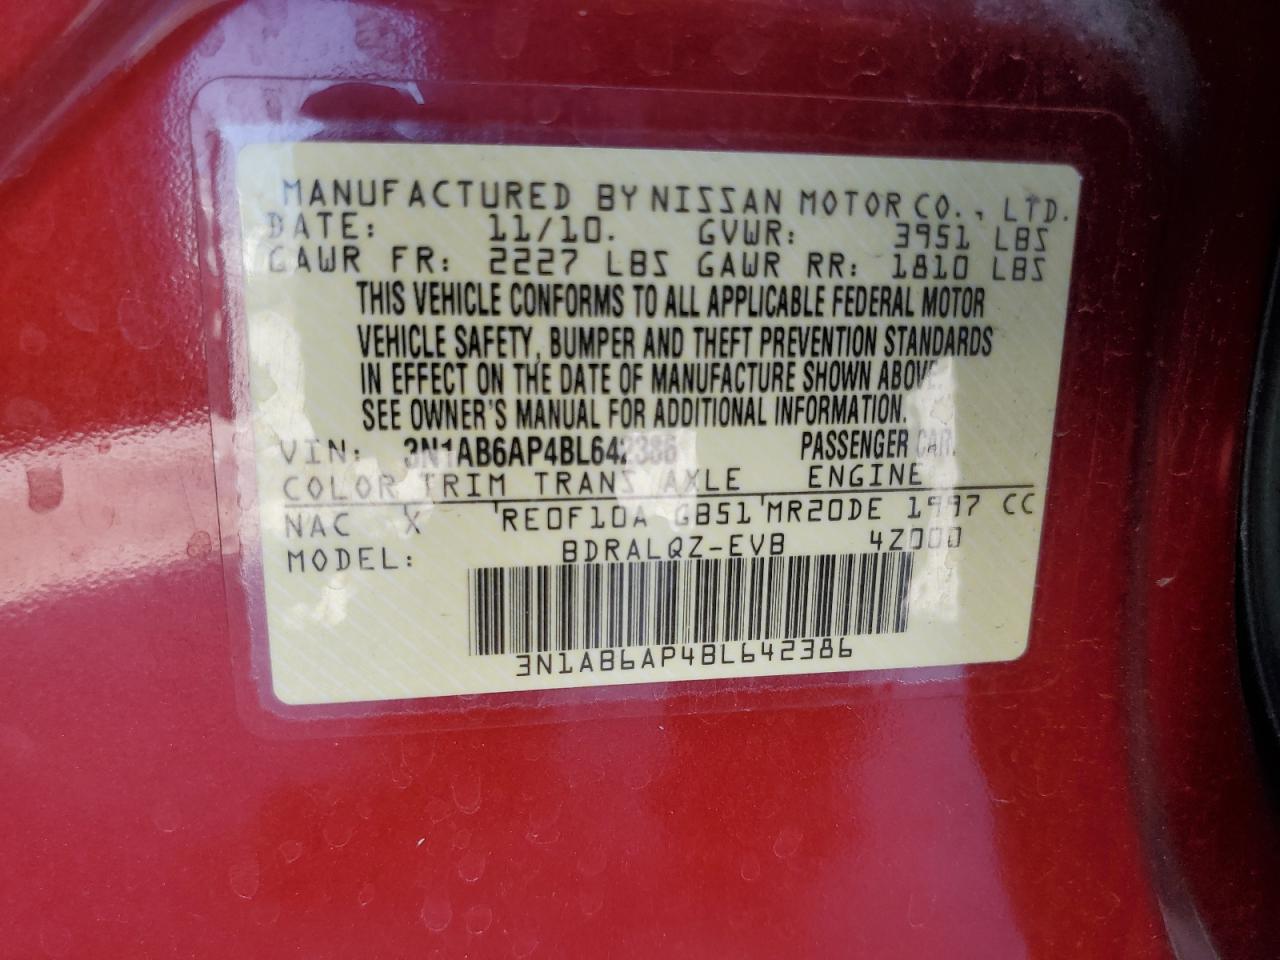 MANUFACTURED BY NISSAN MOTOR CO., LTD.
DATE: 11/10. GVWR: 3951 LBS
GAWR FR: 2227 LBS GAWR RR: 1810 LBS
THIS VEHICLE CONFORMS TO ALL APPLICABLE FEDERAL MOTOR
VEHICLE SAFETY, BUMPER AND THEFT PREVENTION STANDARDS
IN EFFECT ON THE DATE OF MANUFACTURE SHOWN ABOVE.
SEE OWNER'S MANUAL FOR ADDITIONAL INFORMATION.
VIN: 3N1AB6AP4BL642386 PASSENGER CAR.
COLOR TRIM TRANS AXLE ENGINE
NAC X RE0F10A GB51 MR20DE 1997 CC
MODEL: BDRALQZ-EVB 4Z000
3N1AB6AP4BL642386